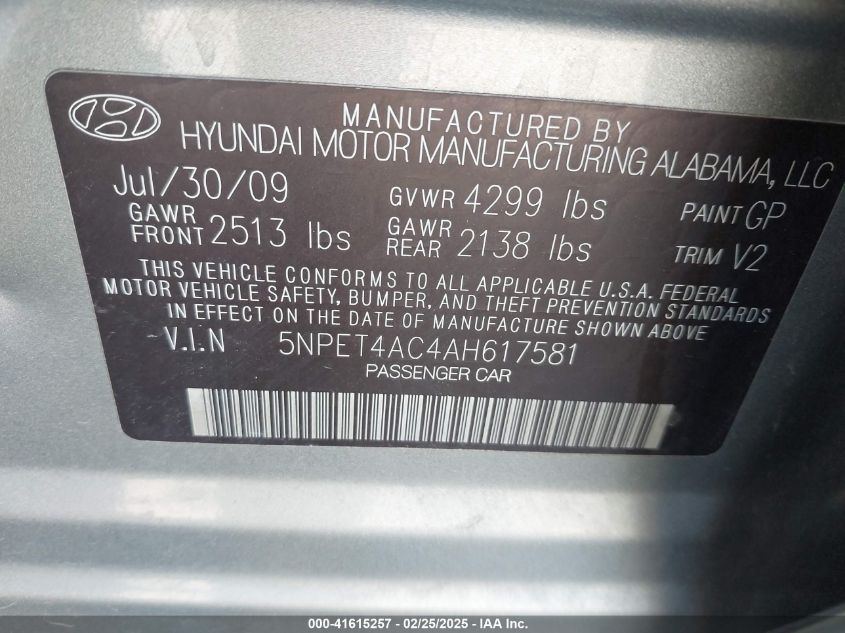 MANUFACTURED BY
HYUNDAI MOTOR MANUFACTURING ALABAMA, LLC
Jul/30/09 GVWR 4299 lbs PAINT GP
GAWR FRONT 2513 lbs GAWR REAR 2138 lbs TRIM V2
THIS VEHICLE CONFORMS TO ALL APPLICABLE U.S.A. FEDERAL
MOTOR VEHICLE SAFETY, BUMPER, AND THEFT PREVENTION STANDARDS
IN EFFECT ON THE DATE OF MANUFACTURE SHOWN ABOVE
V.I.N 5NPET4AC4AH617581
PASSENGER CAR
000-41615257 - 02/25/2025 - IAA Inc.